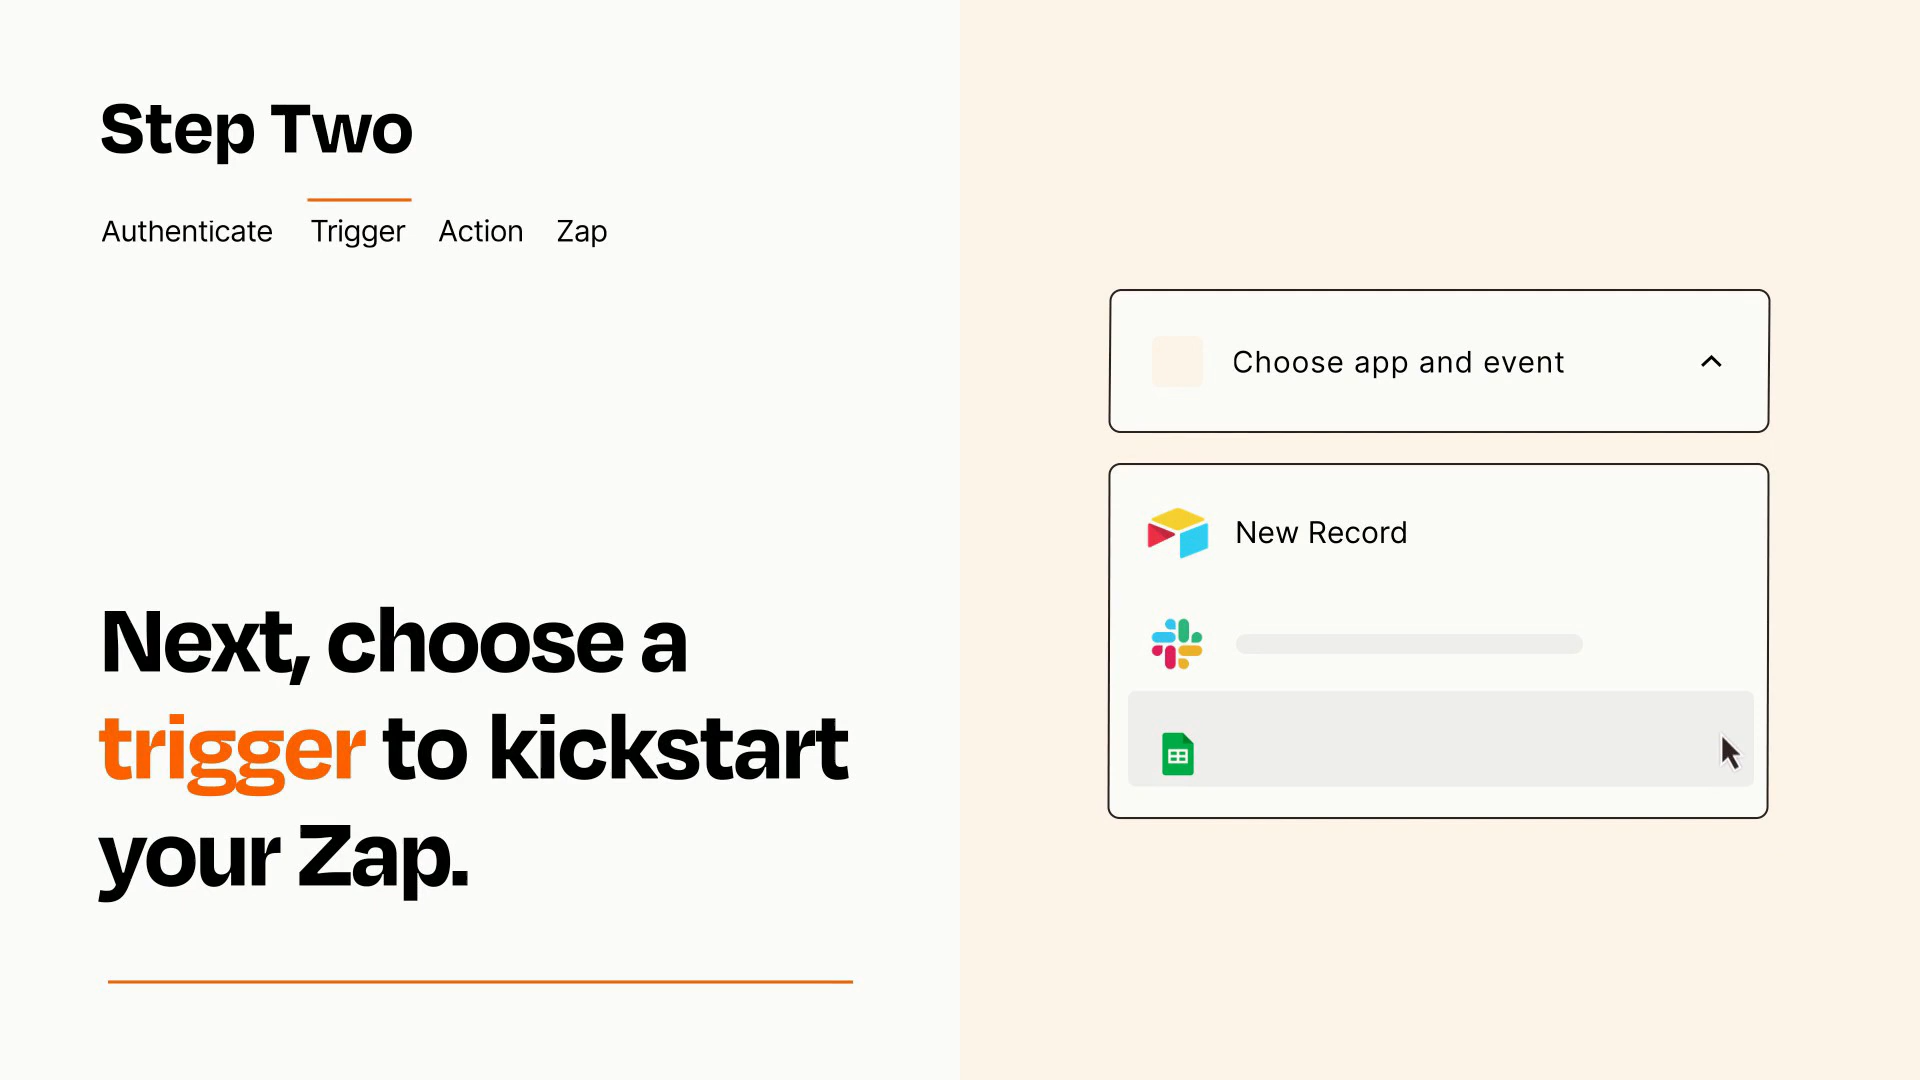 Step Two
Authenticate Trigger Action Zap
Next, choose a
trigger to kickstart
your Zap.
Choose app and event
New Record